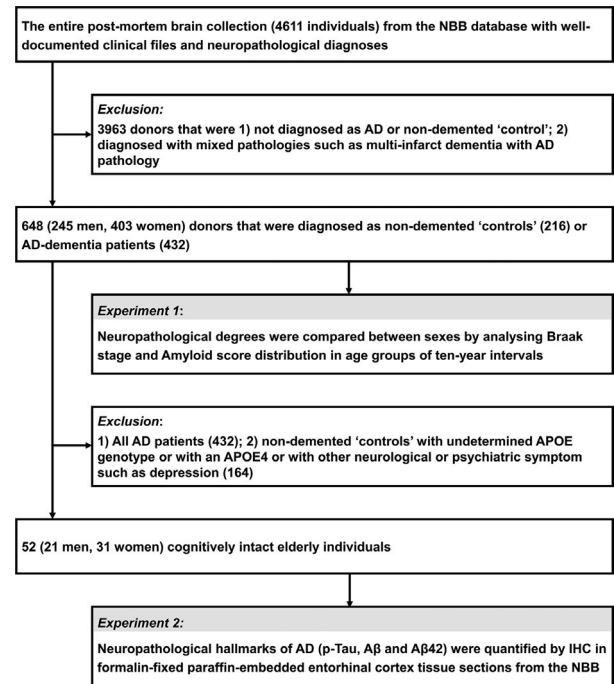 The entire post-mortem brain collection (4611 individuals) from the NBB database with well-
documented clinical files and neuropathological diagnoses
Exclusion:
3963 donors that were 1) not diagnosed as AD or non-demented ‘control’; 2)
diagnosed with mixed pathologies such as multi-infarct dementia with AD
pathology
648 (245 men, 403 women) donors that were diagnosed as non-demented ‘controls’ (216) or
AD-dementia patients (432)
Experiment 1:
Neuropathological degrees were compared between sexes by analysing Braak
stage and Amyloid score distribution in age groups of ten-year intervals
Exclusion:
1) All AD patients (432); 2) non-demented ‘controls’ with undetermined APOE
genotype or with an APOE4 or with other neurological or psychiatric symptom
such as depression (164)
52 (21 men, 31 women) cognitively intact elderly individuals
Experiment 2:
Neuropathological hallmarks of AD (p-Tau, Aβ and Aβ42) were quantified by IHC in
formalin-fixed paraffin-embedded entorhinal cortex tissue sections from the NBB